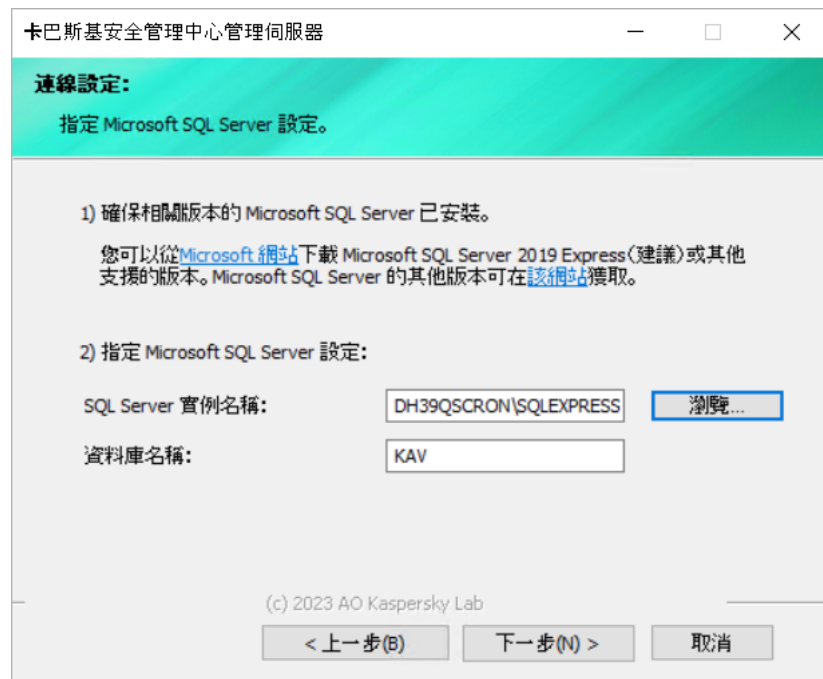 卡巴斯基安全管理中心管理伺服器
連線設定:
指定 Microsoft SQL Server 設定。
1) 確保相關版本的 Microsoft SQL Server 已安裝。
您可以從Microsoft 網站下載 Microsoft SQL Server 2019 Express(建議)或其他
支援的版本。Microsoft SQL Server 的其他版本可在該網站獲取。
2) 指定 Microsoft SQL Server 設定:
SQL Server 實例名稱: DH39QSCRON\SQLEXPRESS 瀏覽...
資料庫名稱: KAV
(c) 2023 AO Kaspersky Lab
< 上一步(B) 下一步(N) > 取消